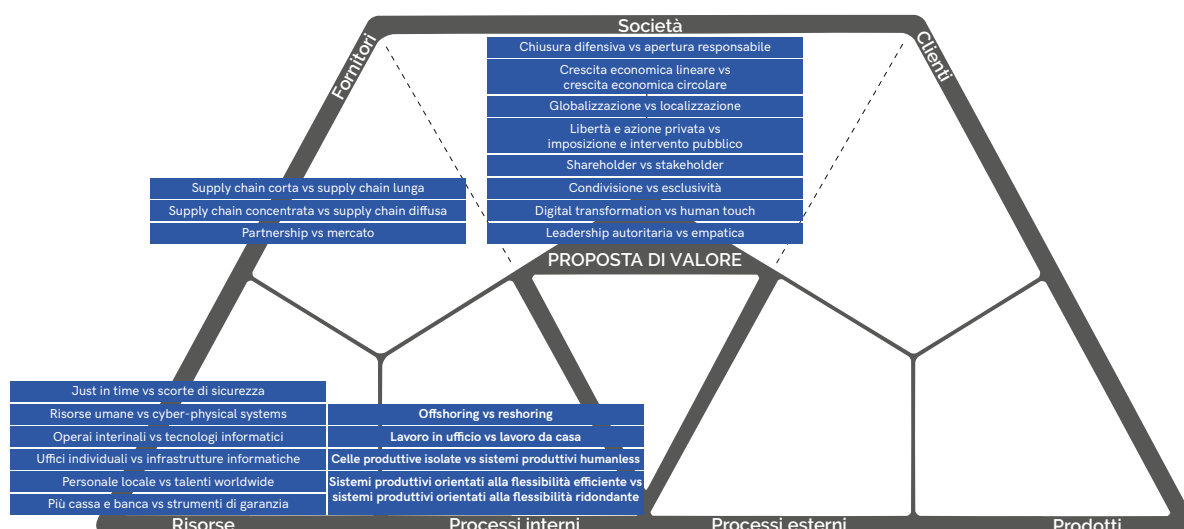 Società
Fornitori
Clienti
Chiusura difensiva vs apertura responsabile
Crescita economica lineare vs
crescita economica circolare
Globalizzazione vs localizzazione
Libertà e azione privata vs
imposizione e intervento pubblico
Shareholder vs stakeholder
Condivisione vs esclusività
Digital transformation vs human touch
Leadership autoritaria vs empatica
Supply chain corta vs supply chain lunga
Supply chain concentrata vs supply chain diffusa
Partnership vs mercato
PROPOSTA DI VALORE
Just in time vs scorte di sicurezza
Risorse umane vs cyber-physical systems
Operai interinali vs tecnologi informatici
Uffici individuali vs infrastrutture informatiche
Personale locale vs talenti worldwide
Più cassa e banca vs strumenti di garanzia
Offshoring vs reshoring
Lavoro in ufficio vs lavoro da casa
Celle produttive isolate vs sistemi produttivi humanless
Sistemi produttivi orientati alla flessibilità efficiente vs
sistemi produttivi orientati alla flessibilità ridondante
Risorse
Processi interni
Processi esterni
Prodotti